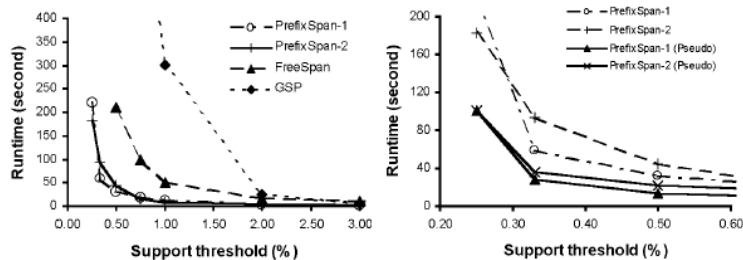 400
350
300
250
200
150
100
50
0
Runtime (second)
0.00 0.50 1.00 1.50 2.00 2.50 3.00
Support threshold (%)
PrefixSpan-1
PrefixSpan-2
FreeSpan
GSP
200
160
120
80
40
0
Runtime (second)
0.20 0.30 0.40 0.50 0.60
Support threshold (%)
PrefixSpan-1
PrefixSpan-2
PrefixSpan-1 (Pseudo)
PrefixSpan-2 (Pseudo)